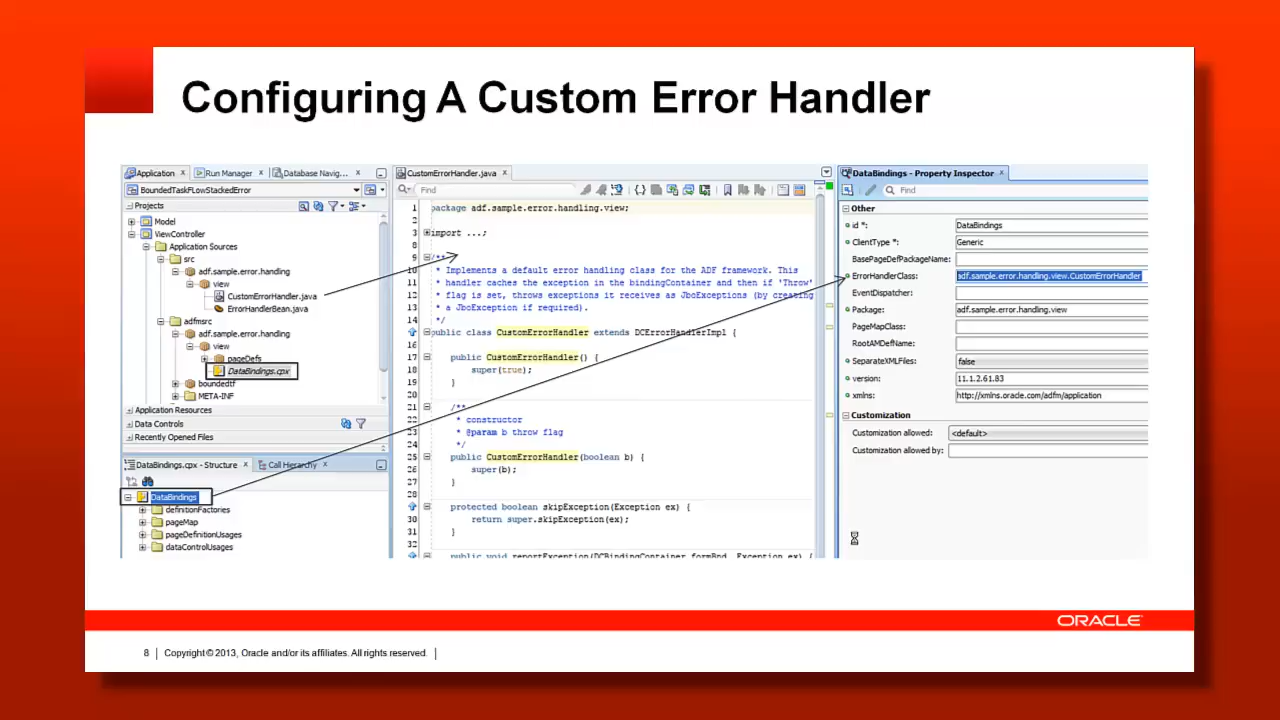 Configuring A Custom Error Handler
Application
Run Manager
Database Navig...
BoundedTaskFLowStackedError
Projects
Model
ViewController
Application Sources
src
adf.sample.error.handing
view
CustomErrorHandler.java
ErrorHandlerBean.java
adfmsrc
adf.sample.error.handing
view
pageDefs
DataBindings.cpx
boundedtf
META-INF
Application Resources
Data Controls
Recently Opened Files
DataBindings.cpx - Structure
Call Hierarchy
DataBindings
definitionFactories
pageMap
pageDefinitionUsages
dataControlUsages
CustomErrorHandler.java
Find
1 package adf.sample.error.handling.view;
2
3 import ...;
8
9 /**
10 * Implements a default error handling class for the ADF framework. This
11 * handler caches the exception in the bindingContainer and then if 'Throw'
12 * flag is set, throws exceptions it receives as JboExceptions (by creating
13 * a JboException if required).
14 */
public class CustomErrorHandler extends DCErrorHandlerImpl {
16
17 public CustomErrorHandler() {
18 super(true);
19 }
20
21 /**
22 * constructor
23 * @param b throw flag
24 */
25 public CustomErrorHandler(boolean b) {
26 super(b);
27 }
28
protected boolean skipException(Exception ex) {
30 return super.skipException(ex);
31 }
32
public void reportException(DCBindingContainer formBnd, Exception ex) {
DataBindings - Property Inspector
Find
Other
id *: DataBindings
ClientType *: Generic
BasePageDefPackageName:
ErrorHandlerClass: adf.sample.error.handling.view.CustomErrorHandler
EventDispatcher:
Package: adf.sample.error.handling.view
PageMapClass:
RootAMDefName:
SeparateXMLFiles: false
version: 11.1.2.61.83
xmlns: http://xmlns.oracle.com/adfm/application
Customization
Customization allowed: <default>
Customization allowed by:
ORACLE
8 | Copyright © 2013, Oracle and/or its affiliates. All rights reserved. |